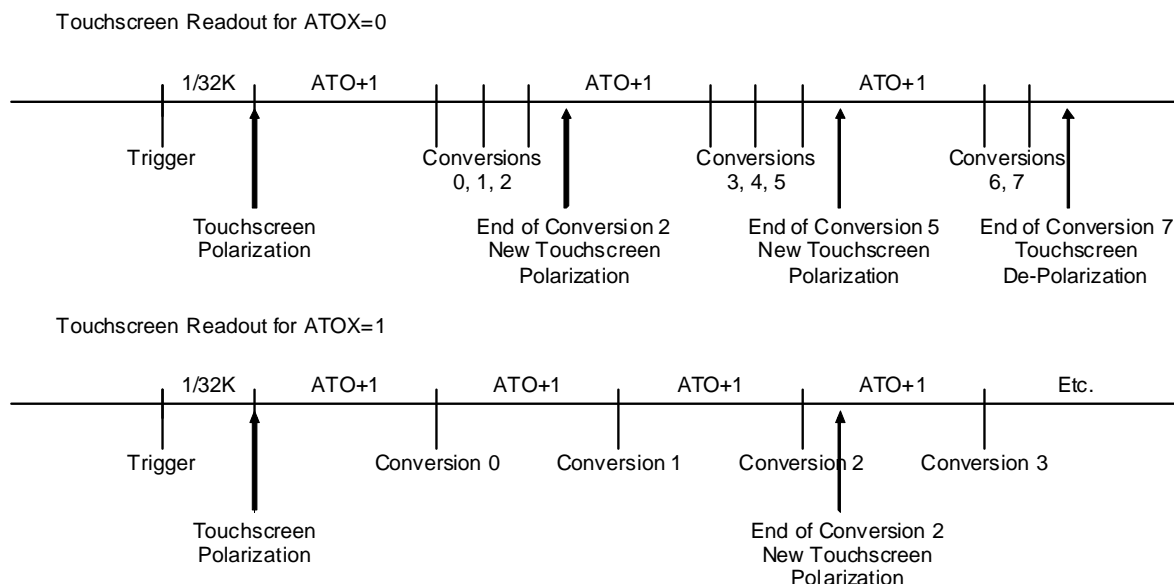 Touchscreen Readout for ATOX=0
1/32K ATO+1 ATO+1 ATO+1
Trigger Conversions Conversions Conversions
0, 1, 2 3, 4, 5 6, 7
Touchscreen End of Conversion 2 End of Conversion 5 End of Conversion 7
Polarization New Touchscreen New Touchscreen Touchscreen
Polarization Polarization De-Polarization
Touchscreen Readout for ATOX=1
1/32K ATO+1 ATO+1 ATO+1 ATO+1 Etc.
Trigger Conversion 0 Conversion 1 Conversion 2 Conversion 3
Touchscreen End of Conversion 2
Polarization New Touchscreen
Polarization